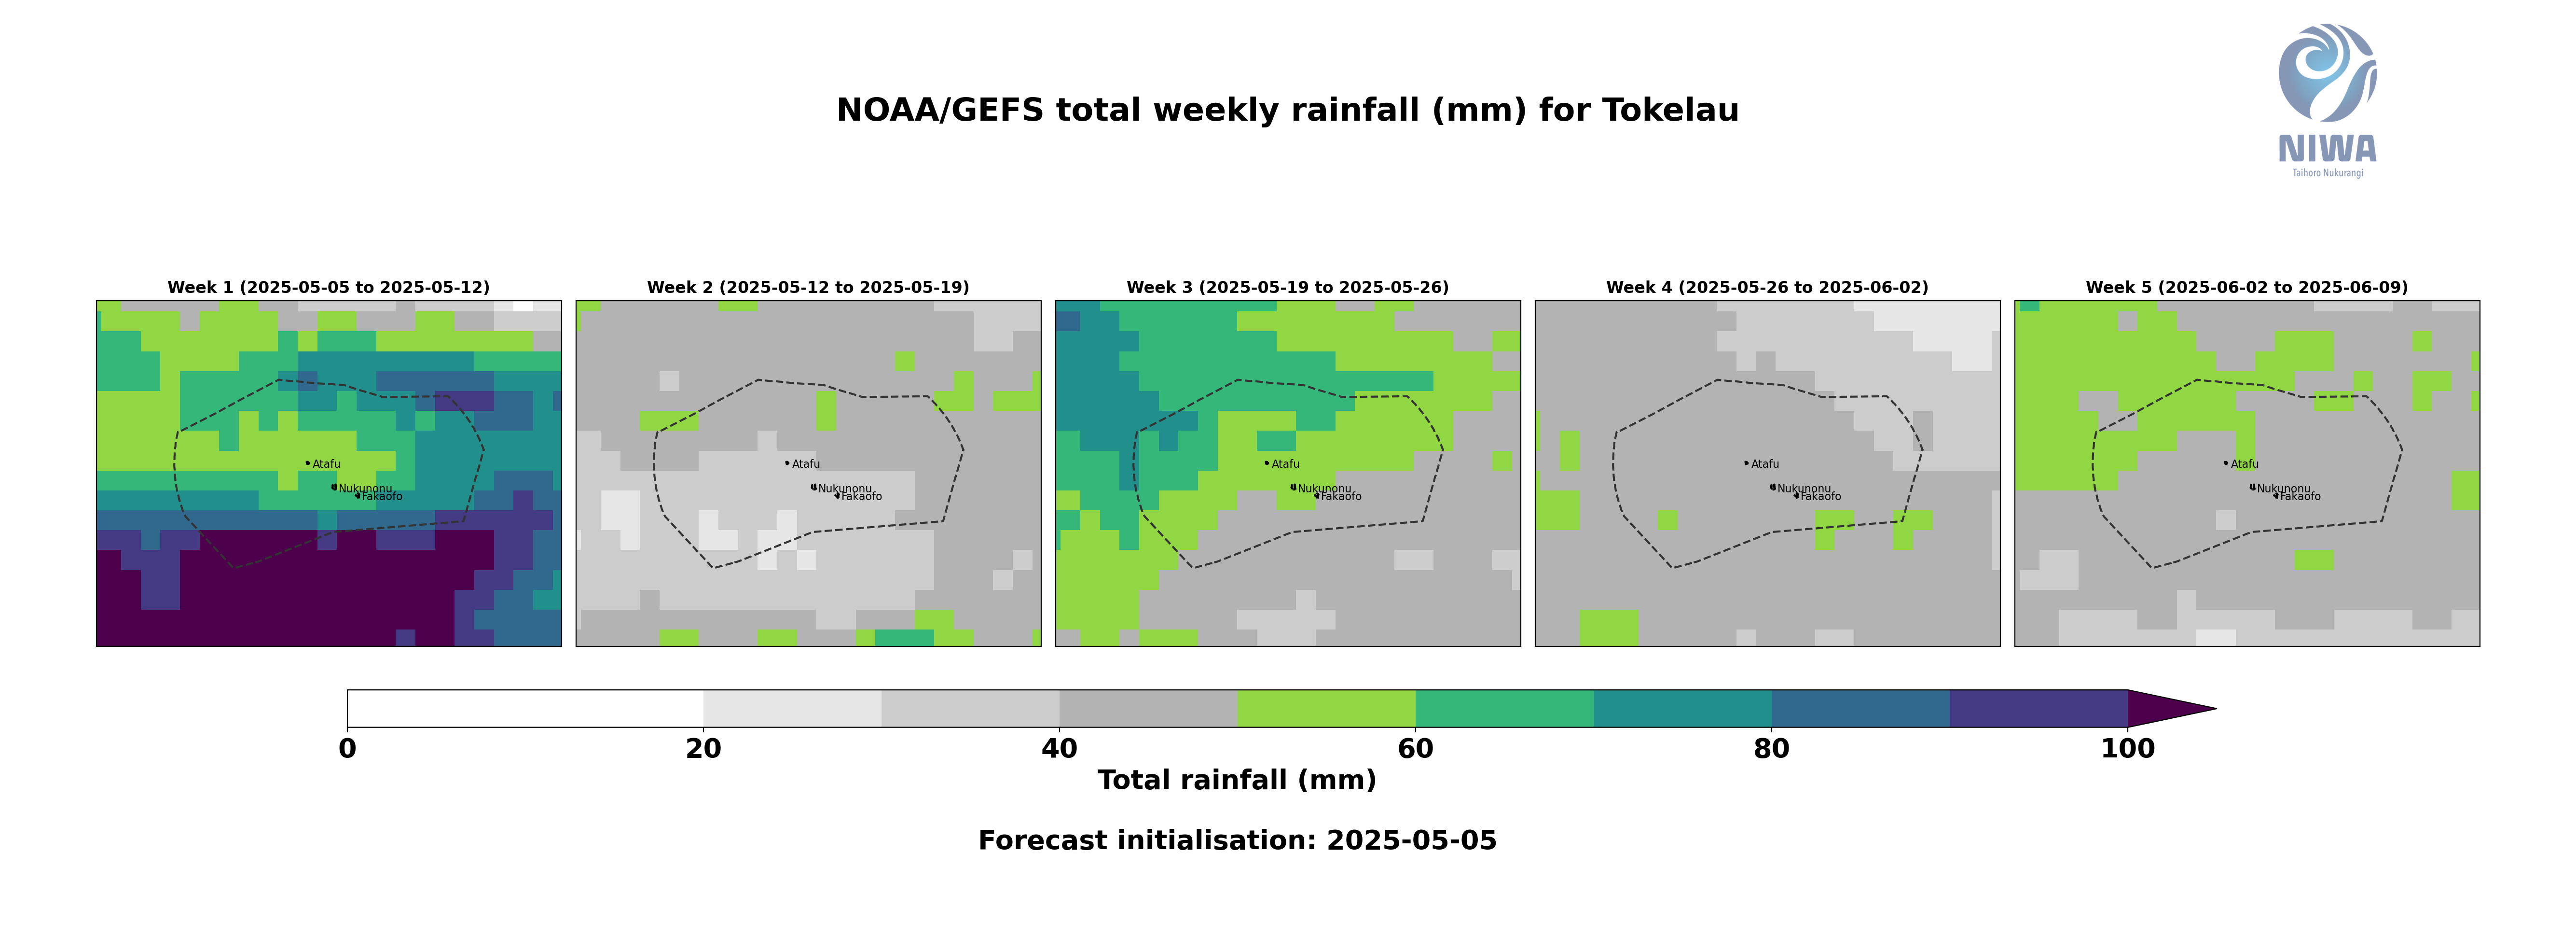 NOAA/GEFS total weekly rainfall (mm) for Tokelau
NIWA
Taihoro Nukurangi
Week 1 (2025-05-05 to 2025-05-12)
Week 2 (2025-05-12 to 2025-05-19)
Week 3 (2025-05-19 to 2025-05-26)
Week 4 (2025-05-26 to 2025-06-02)
Week 5 (2025-06-02 to 2025-06-09)
Atafu
Nukunonu
Fakaofo
Atafu
Nukunonu
Fakaofo
Atafu
Nukunonu
Fakaofo
Atafu
Nukunonu
Fakaofo
Atafu
Nukunonu
Fakaofo
0 20 40 60 80 100
Total rainfall (mm)
Forecast initialisation: 2025-05-05